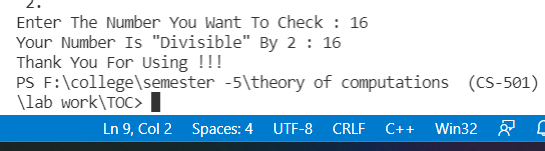 2.
Enter The Number You Want To Check : 16
Your Number Is "Divisible" By 2 : 16
Thank You For Using !!!
PS F:\college\semester -5\theory of computations  (CS-501)
\lab work\TOC>
Ln 9, Col 2 Spaces: 4 UTF-8 CRLF C++ Win32